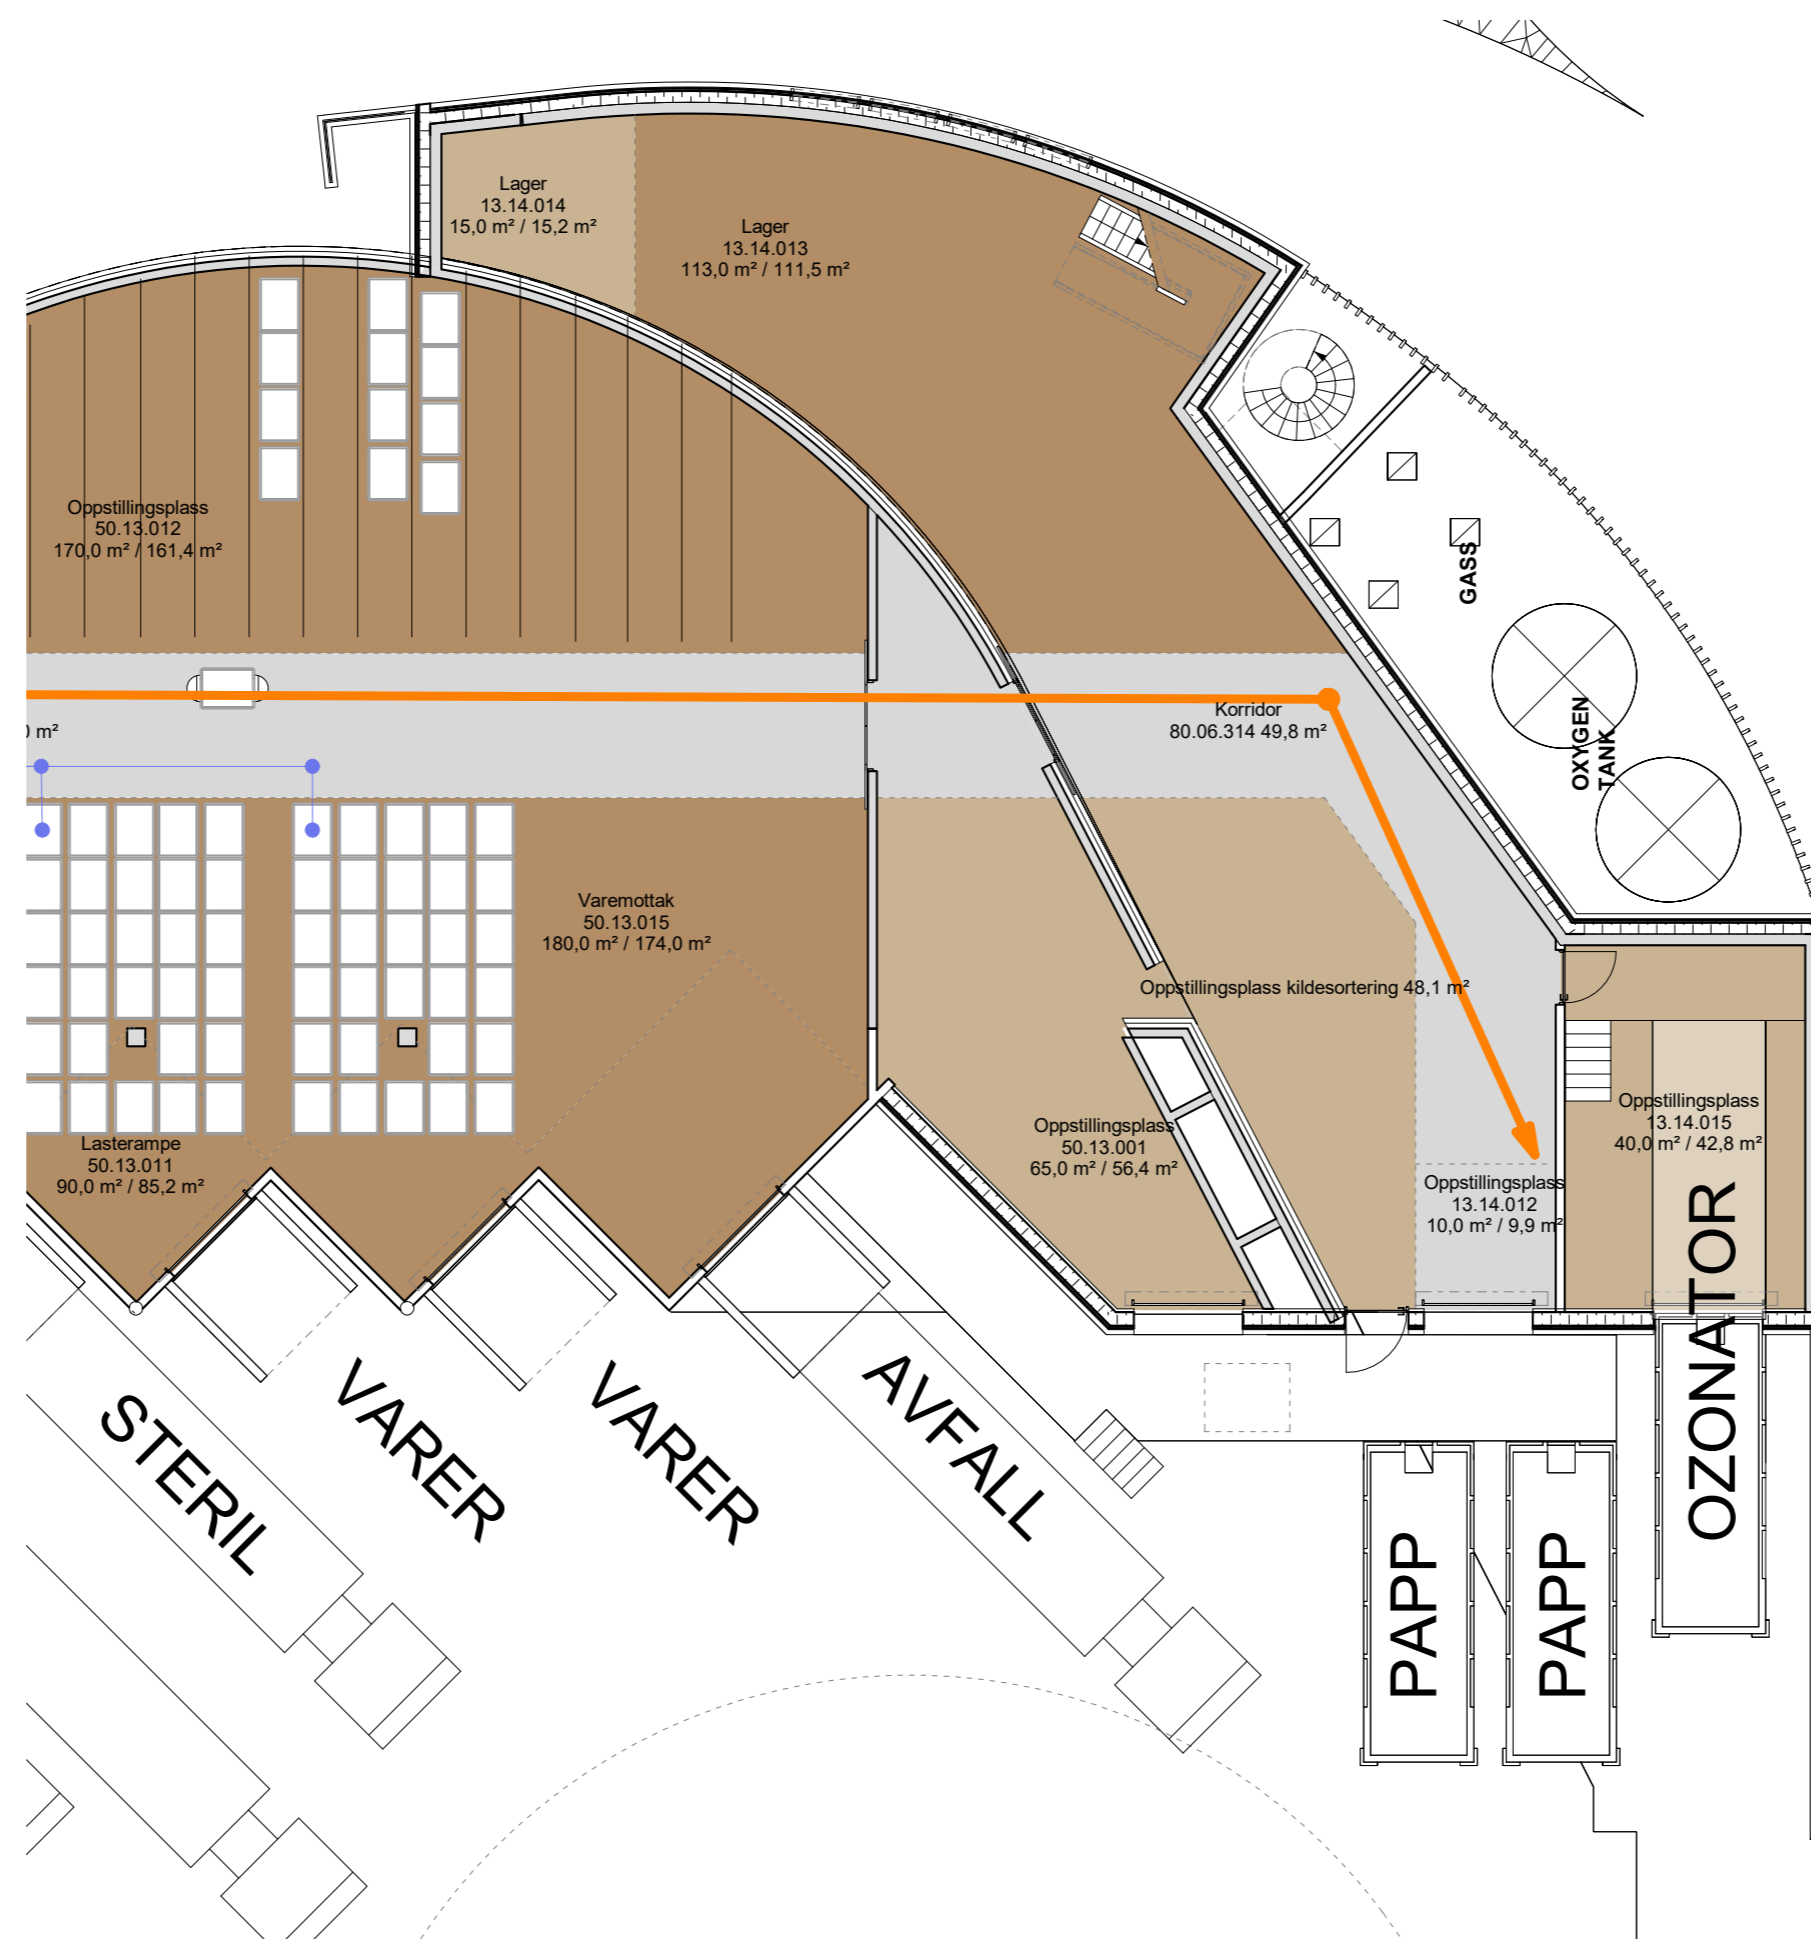 Lager
13.14.014
15,0 m² / 15,2 m²
Lager
13.14.013
113,0 m² / 111,5 m²
Oppstillingsplass
50.13.012
170,0 m² / 161,4 m²
GASS
OXYGEN
TANK
Korridor
80.06.314 49,8 m²
m²
Varemottak
50.13.015
180,0 m² / 174,0 m²
Oppstillingsplass kildesortering 48,1 m²
Lasterampe
50.13.011
90,0 m² / 85,2 m²
Oppstillingsplass
50.13.001
65,0 m² / 56,4 m²
Oppstillingsplass
13.14.015
40,0 m² / 42,8 m²
Oppstillingsplass
13.14.012
10,0 m² / 9,9 m²
STERIL
VARER
VARER
AVFALL
PAPP
PAPP
OZONATOR